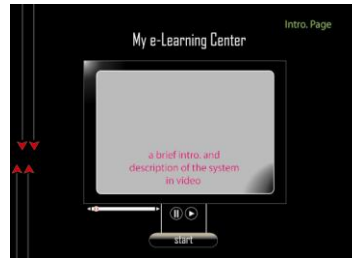 Intro. Page
My e-Learning Center
a brief intro. and
description of the system
in video
start